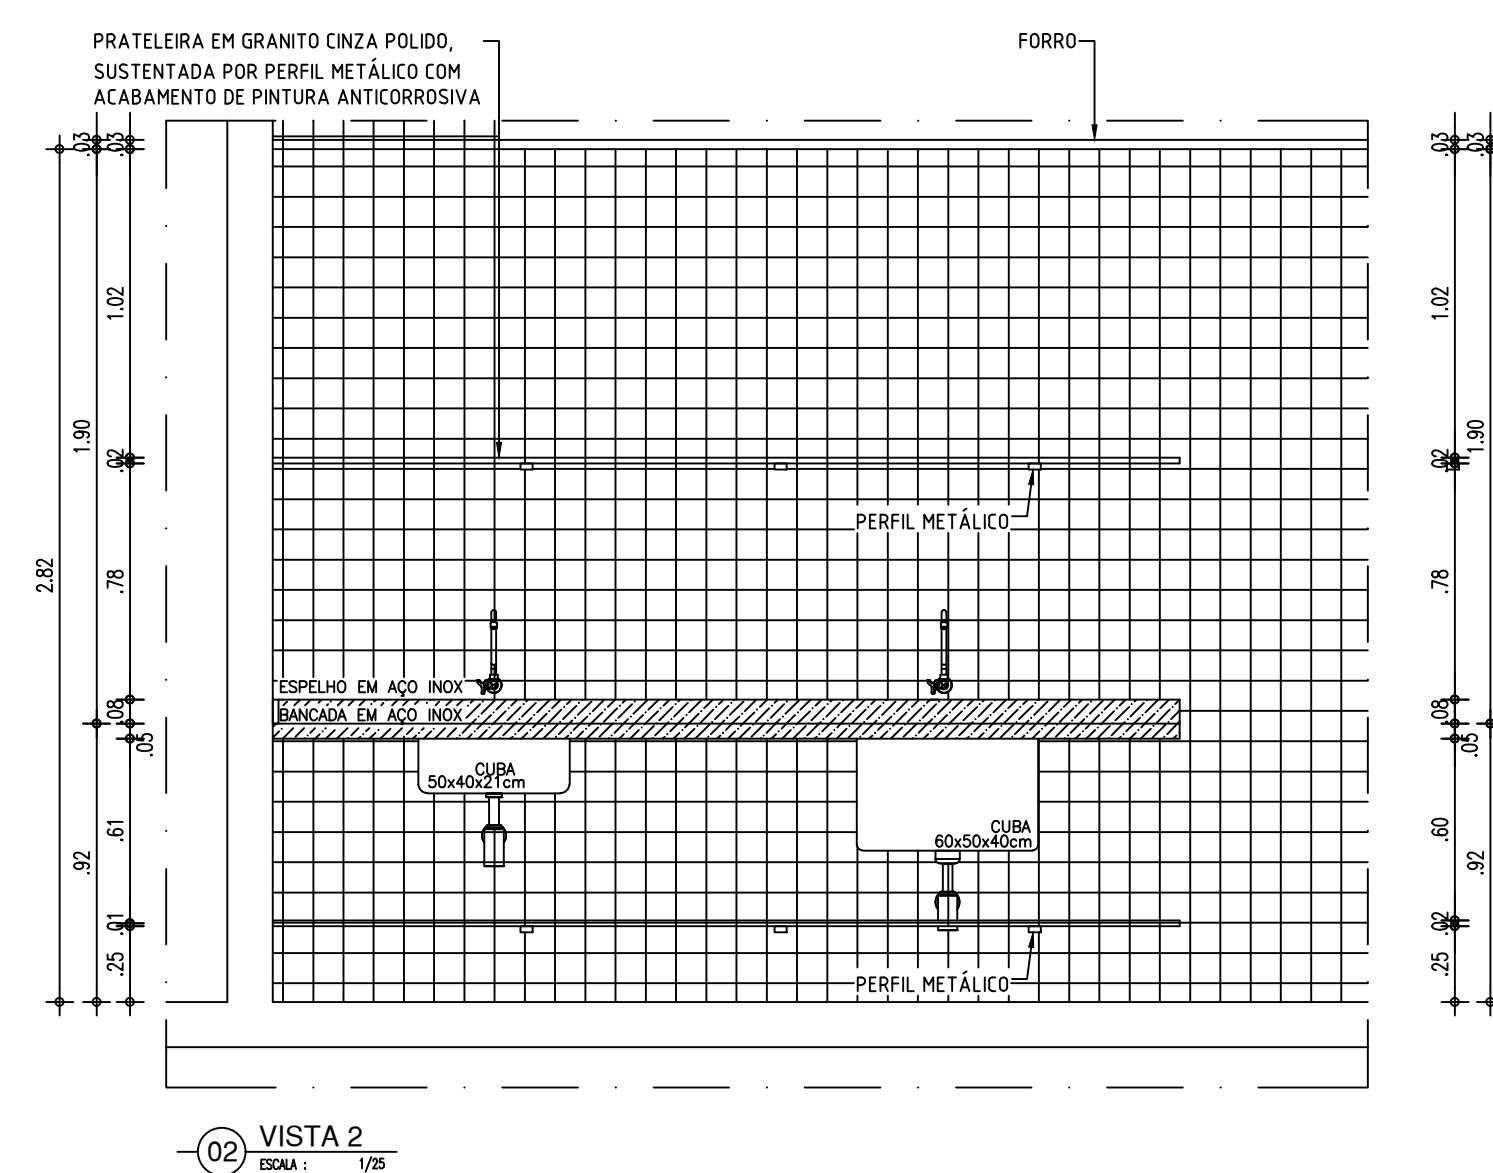 PRATELEIRA EM GRANITO CINZA POLIDO,
SUSTENTADA POR PERFIL METÁLICO COM
ACABAMENTO DE PINTURA ANTICORROSIVA
FORRO
.03
.03
.03
.03
1.02
1.02
1.90
1.90
.02
.02
PERFIL METÁLICO
2.82
.78
.78
ESPELHO EM AÇO INOX
BANCADA EM AÇO INOX
.08
.08
.05
.05
CUBA
50x40x21cm
CUBA
60x50x40cm
.61
.60
.92
.92
.01
.02
.25
.25
PERFIL METÁLICO
02
VISTA 2
ESCALA : 1/25